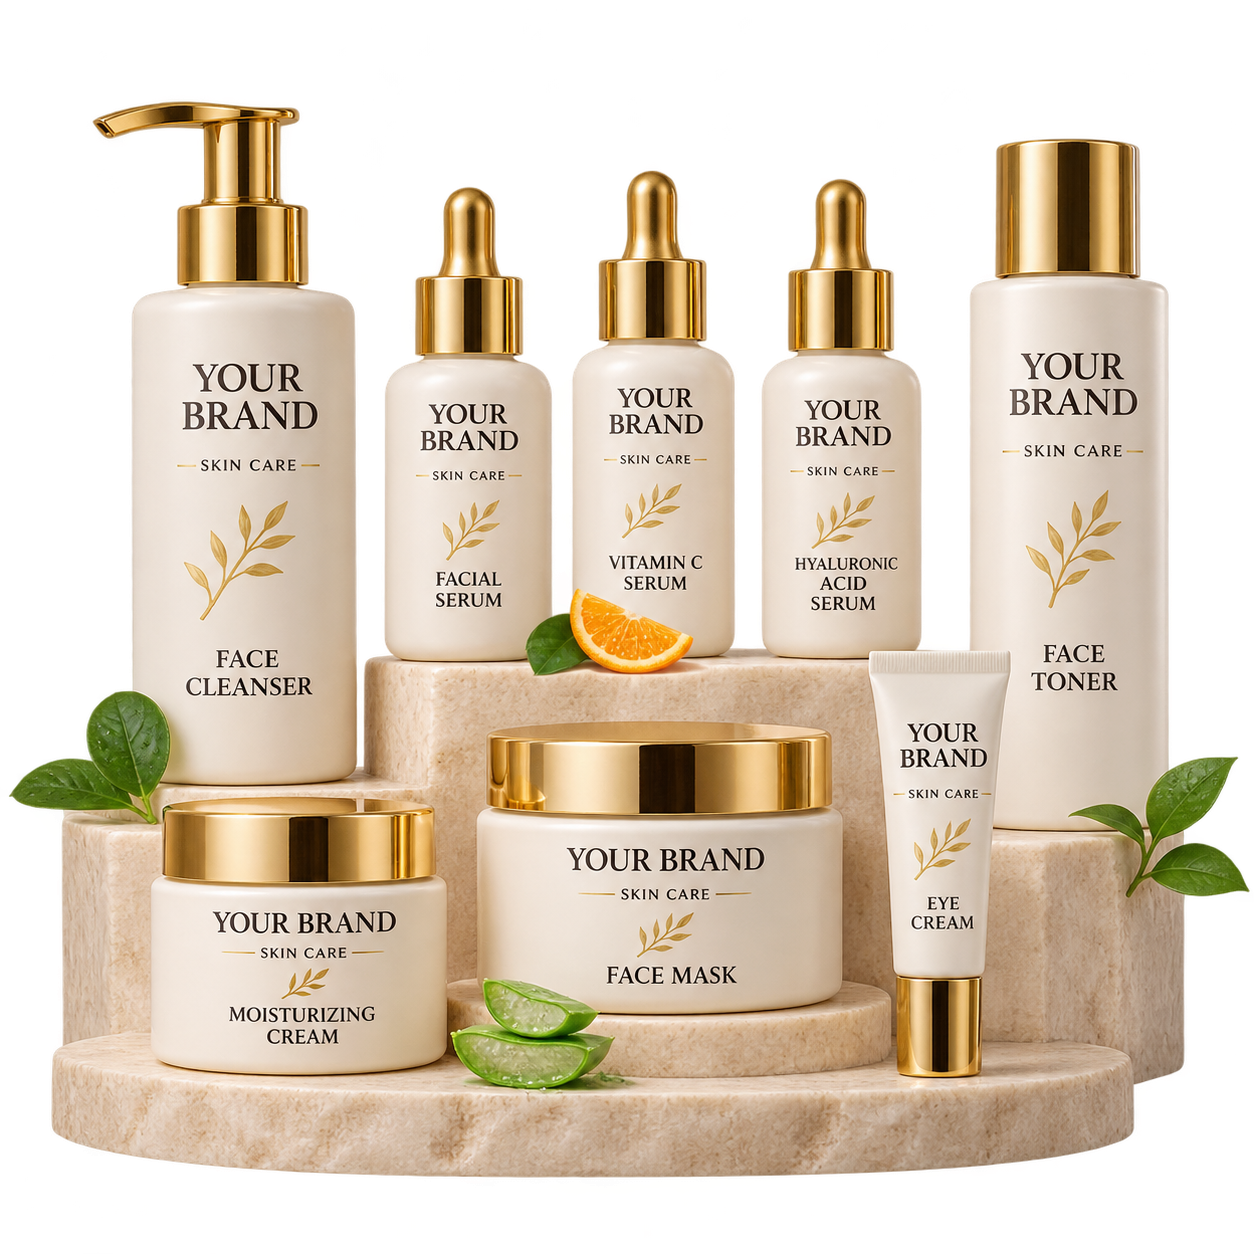 YOUR
BRAND
SKIN CARE
FACE
CLEANSER
YOUR
BRAND
SKIN CARE
FACIAL
SERUM
YOUR
BRAND
SKIN CARE
VITAMIN C
SERUM
YOUR
BRAND
SKIN CARE
HYALURONIC
ACID
SERUM
YOUR
BRAND
SKIN CARE
FACE
TONER
YOUR BRAND
SKIN CARE
MOISTURIZING
CREAM
YOUR BRAND
SKIN CARE
FACE MASK
YOUR
BRAND
SKIN CARE
EYE
CREAM